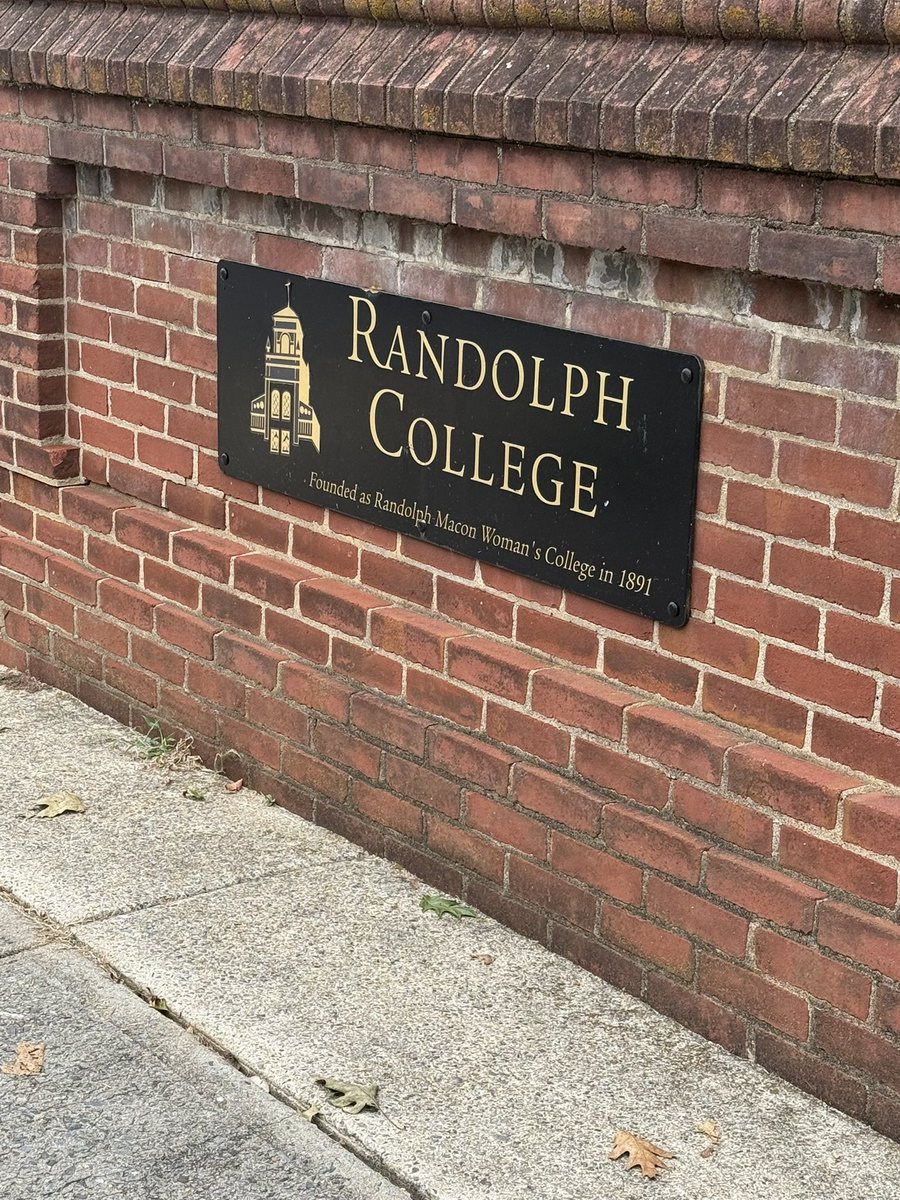 RANDOLPH
COLLEGE
Founded as Randolph Macon Woman's College in 1891